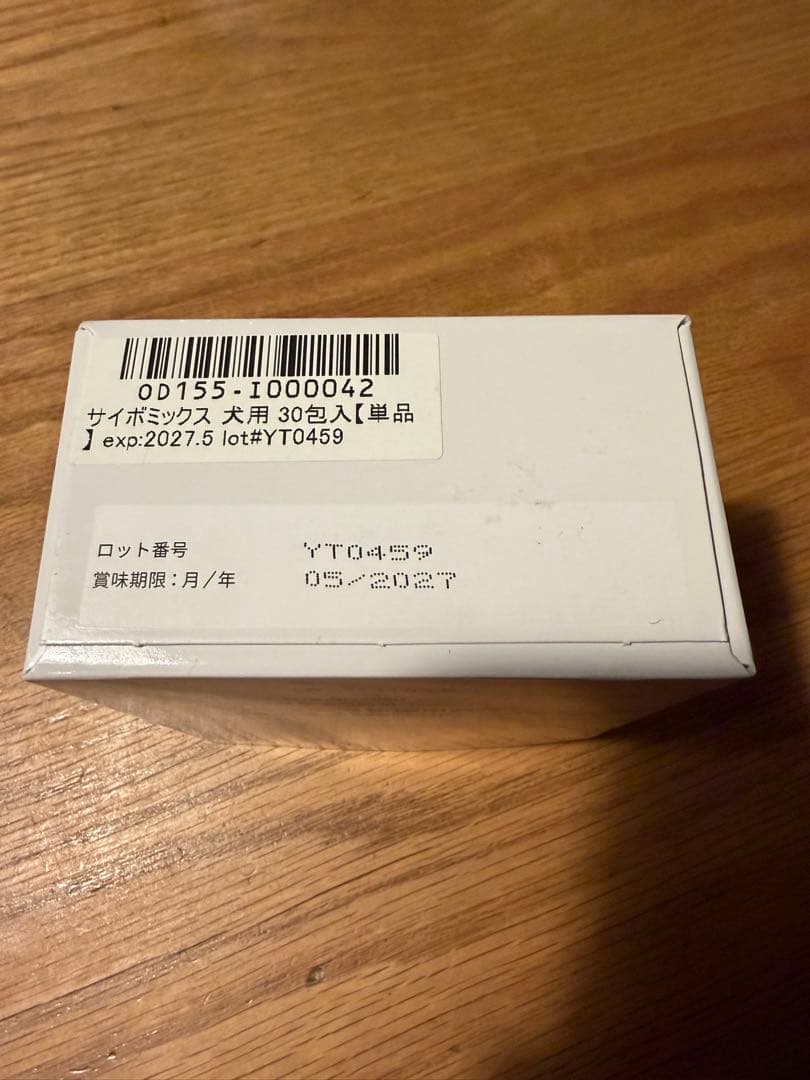 OD155-I000042
サイボミックス 犬用 30包入【単品
】 exp:2027.5 lot#YT0459
ロット番号 YT0459
賞味期限：月／年 05/2027